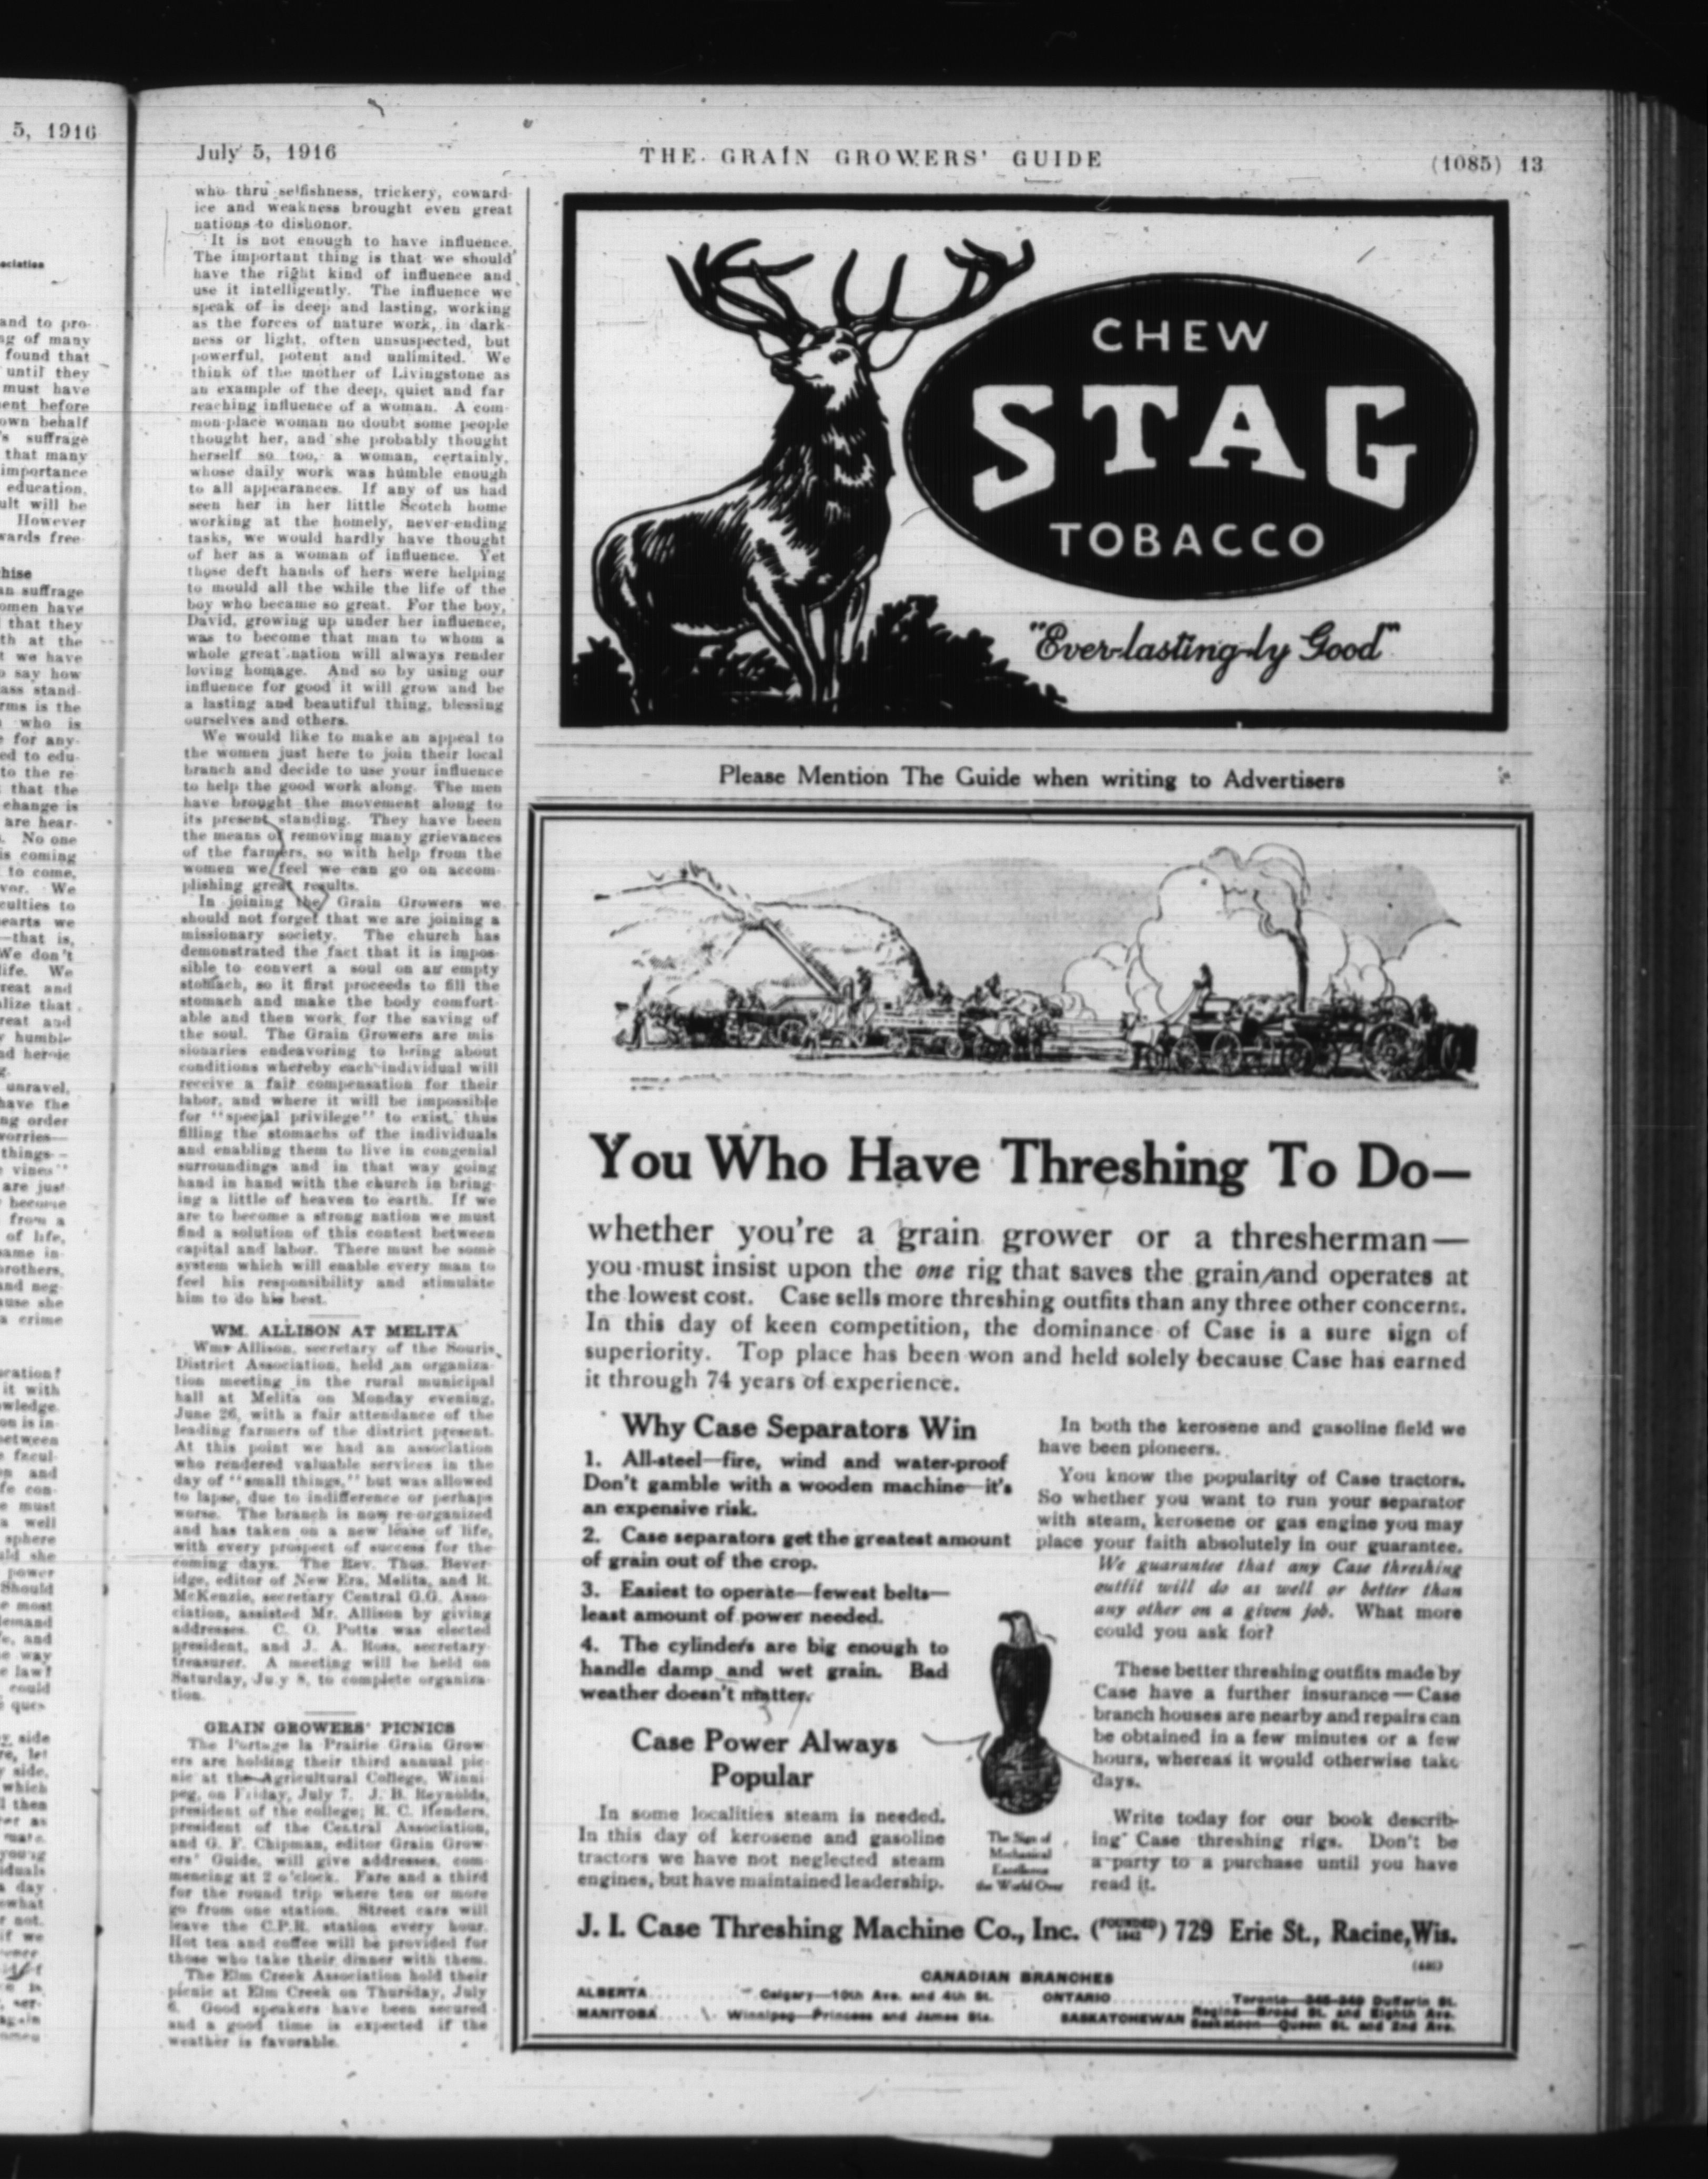 5, 1916
July 5, 1916
THE GRAIN GROWERS' GUIDE
(1085) 13
who thru selfishness, trickery, coward-
ice and weakness brought even great
nations to dishonor.
It is not enough to have influence.
The important thing is that we should
have the right kind of influence and
use it intelligently. The influence we
speak of is deep and lasting, working
as the forces of nature work, in dark-
ness or light, often unsuspected, but
powerful, potent and unlimited. We
think of the mother of Livingstone as
an example of the deep, quiet and far
reaching influence of a woman. A com-
mon-place woman no doubt some people
thought her, and she probably thought
herself so too, a woman, certainly,
whose daily work was humble enough
to all appearances. If any of us had
seen her in her little Scotch home
working at the homely, never-ending
tasks, we would hardly have thought
of her as a woman of influence. Yet
those deft hands of hers were helping
to mould all the while the life of the
boy who became so great. For the boy,
David, growing up under her influence,
was to become that man to whom a
whole great nation will always render
loving homage. And so by using our
influence for good it will grow and be
a lasting and beautiful thing, blessing
ourselves and others.
We would like to make an appeal to
the women just here to join their local
branch and decide to use your influence
to help the good work along. The men
have brought the movement along to
its present standing. They have been
the means of removing many grievances
of the farmers, so with help from the
women we feel we can go on accom-
plishing great results.
In joining the Grain Growers we
should not forget that we are joining a
missionary society. The church has
demonstrated the fact that it is impos-
sible to convert a soul on an empty
stomach, so it first proceeds to fill the
stomach and make the body comfort-
able and then work for the saving of
the soul. The Grain Growers are mis-
sionaries endeavoring to bring about
conditions whereby each individual will
receive a fair compensation for their
labor, and where it will be impossible
for "special privilege" to exist, thus
filling the stomachs of the individuals
and enabling them to live in congenial
surroundings and in that way going
hand in hand with the church in bring-
ing a little of heaven to earth. If we
are to become a strong nation we must
find a solution of this contest between
capital and labor. There must be some
system which will enable every man to
feel his responsibility and stimulate
him to do his best.
WM. ALLISON AT MELITA
Wm. Allison, secretary of the Souris
District Association, held an organiza-
tion meeting in the rural municipal
hall at Melita on Monday evening,
June 26, with a fair attendance of the
leading farmers of the district present.
At this point we had an association
who rendered valuable services in the
day of "small things," but was allowed
to lapse, due to indifference or perhaps
worse. The branch is now re-organized
and has taken on a new lease of life,
with every prospect of success for the
coming days. The Rev. Thos. Bever-
idge, editor of New Era, Melita, and R.
McKenzie, secretary Central G.G. Asso-
ciation, assisted Mr. Allison by giving
addresses. C. O. Potts was elected
president, and J. A. Ross, secretary-
treasurer. A meeting will be held on
Saturday, July 8, to complete organiza-
tion.
GRAIN GROWERS' PICNICS
The Portage la Prairie Grain Grow-
ers are holding their third annual pic-
nic at the Agricultural College, Winni-
peg, on Friday, July 7. J. B. Reynolds,
president of the college; R. C. Henders,
president of the Central Association,
and G. F. Chipman, editor Grain Grow-
ers' Guide, will give addresses, com-
mencing at 2 o'clock. Fare and a third
for the round trip where ten or more
go from one station. Street cars will
leave the C.P.R. station every hour.
Hot tea and coffee will be provided for
those who take their dinner with them.
The Elm Creek Association hold their
picnic at Elm Creek on Thursday, July
6. Good speakers have been secured
and a good time is expected if the
weather is favorable.
CHEW
STAG
TOBACCO
"Ever-lasting-ly Good"
Please Mention The Guide when writing to Advertisers
You Who Have Threshing To Do—
whether you're a grain grower or a thresherman—
you must insist upon the one rig that saves the grain and operates at
the lowest cost. Case sells more threshing outfits than any three other concerns.
In this day of keen competition, the dominance of Case is a sure sign of
superiority. Top place has been won and held solely because Case has earned
it through 74 years of experience.
Why Case Separators Win
1. All-steel—fire, wind and water-proof
Don't gamble with a wooden machine—it's
an expensive risk.
2. Case separators get the greatest amount
of grain out of the crop.
3. Easiest to operate—fewest belts—
least amount of power needed.
4. The cylinders are big enough to
handle damp and wet grain. Bad
weather doesn't matter.
Case Power Always
Popular
In some localities steam is needed.
In this day of kerosene and gasoline
tractors we have not neglected steam
engines, but have maintained leadership.
The Sign of
Mechanical
Excellence
the World Over
In both the kerosene and gasoline field we
have been pioneers.
You know the popularity of Case tractors.
So whether you want to run your separator
with steam, kerosene or gas engine you may
place your faith absolutely in our guarantee.
We guarantee that any Case threshing
outfit will do as well or better than
any other on a given job. What more
could you ask for?
These better threshing outfits made by
Case have a further insurance—Case
branch houses are nearby and repairs can
be obtained in a few minutes or a few
hours, whereas it would otherwise take
days.
Write today for our book describ-
ing Case threshing rigs. Don't be
a party to a purchase until you have
read it.
J. I. Case Threshing Machine Co., Inc. (FOUNDED 1842) 729 Erie St., Racine, Wis.
CANADIAN BRANCHES
ALBERTA Calgary—10th Ave. and 4th St.
MANITOBA Winnipeg—Princess and James Sts.
ONTARIO Toronto Dufferin St.
SASKATCHEWAN Regina—Broad St. and Eighth Ave.
Saskatoon—Queen St. and 2nd Ave.